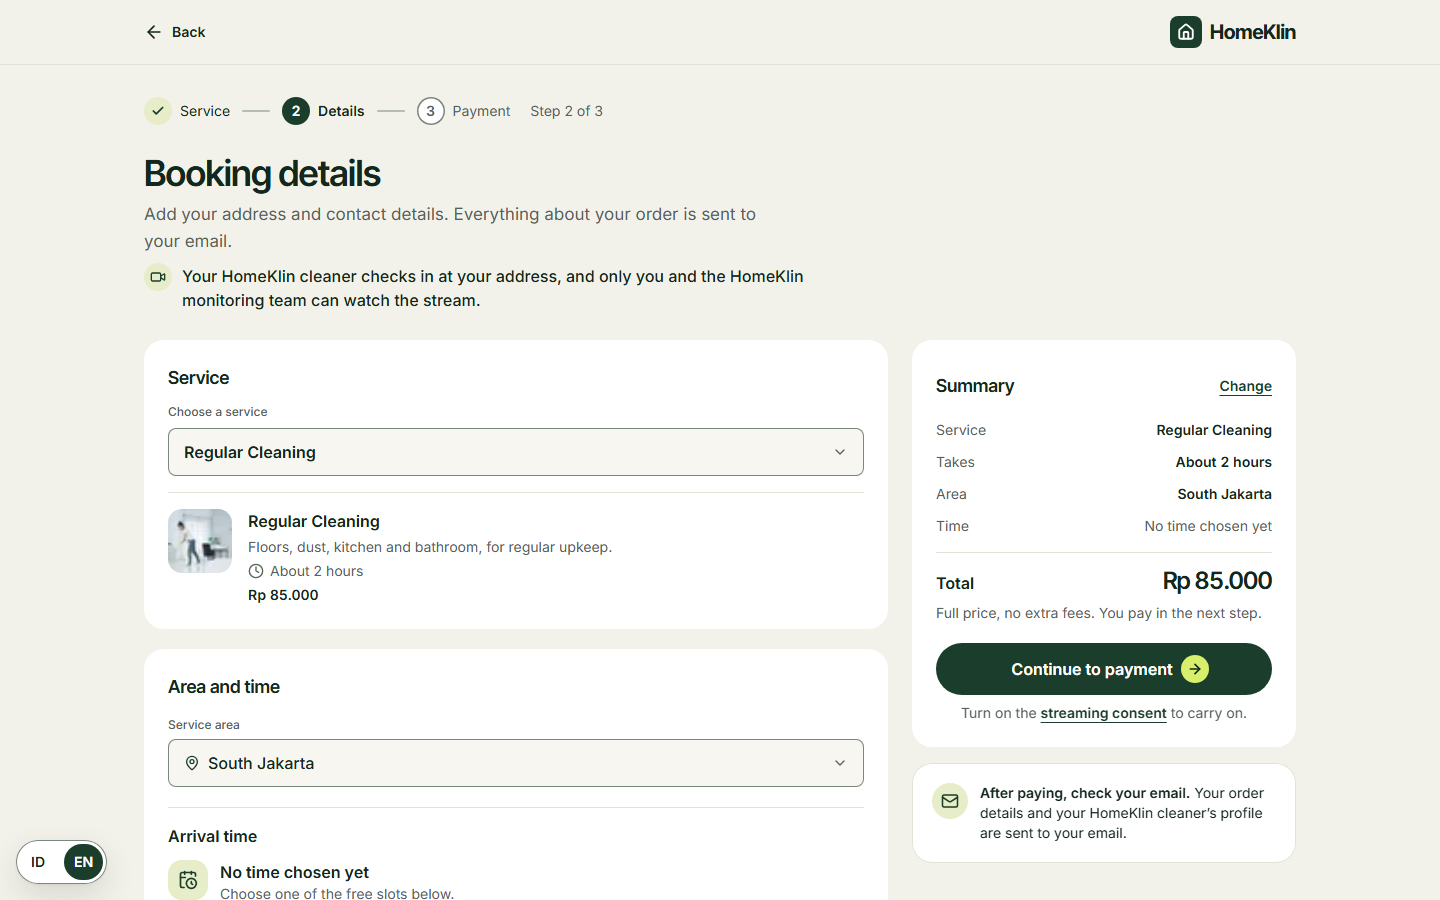 Back
HomeKlin
Service
2 Details
3 Payment
Step 2 of 3
Booking details
Add your address and contact details. Everything about your order is sent to
your email.
Your HomeKlin cleaner checks in at your address, and only you and the HomeKlin
monitoring team can watch the stream.
Service
Choose a service
Regular Cleaning
Regular Cleaning
Floors, dust, kitchen and bathroom, for regular upkeep.
About 2 hours
Rp 85.000
Area and time
Service area
South Jakarta
Arrival time
No time chosen yet
Choose one of the free slots below.
Summary
Change
Service Regular Cleaning
Takes About 2 hours
Area South Jakarta
Time No time chosen yet
Total Rp 85.000
Full price, no extra fees. You pay in the next step.
Continue to payment
Turn on the streaming consent to carry on.
After paying, check your email. Your order
details and your HomeKlin cleaner’s profile
are sent to your email.
ID EN